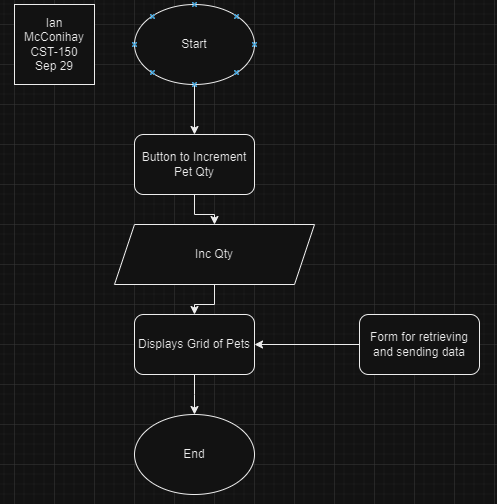 Ian
McConihay
CST-150
Sep 29
Start
Button to Increment
Pet Qty
Inc Qty
Displays Grid of Pets
Form for retrieving
and sending data
End